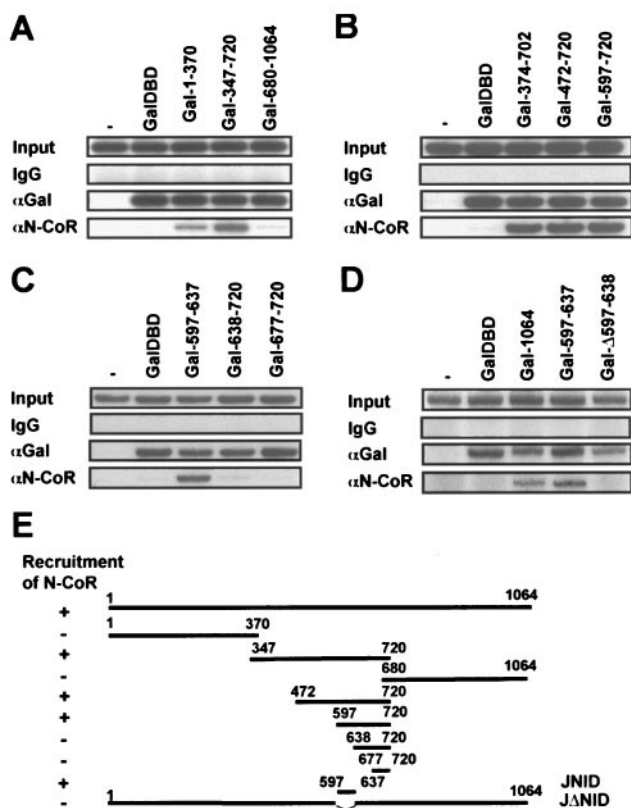 A
-
GalDBD
Gal-1-370
Gal-347-720
Gal-680-1064
Input
IgG
αGal
αN-CoR
B
-
GalDBD
Gal-374-702
Gal-472-720
Gal-597-720
Input
IgG
αGal
αN-CoR
C
-
GalDBD
Gal-597-637
Gal-638-720
Gal-677-720
Input
IgG
αGal
αN-CoR
D
-
GalDBD
Gal-1064
Gal-597-637
Gal-Δ597-638
Input
IgG
αGal
αN-CoR
E
Recruitment
of N-CoR
+ 1 1064
- 1 370
+ 347 720
- 680 1064
+ 472 720
+ 597 720
- 638 720
- 677 720
+ 597 637 JNID
- 1 1064 JΔNID